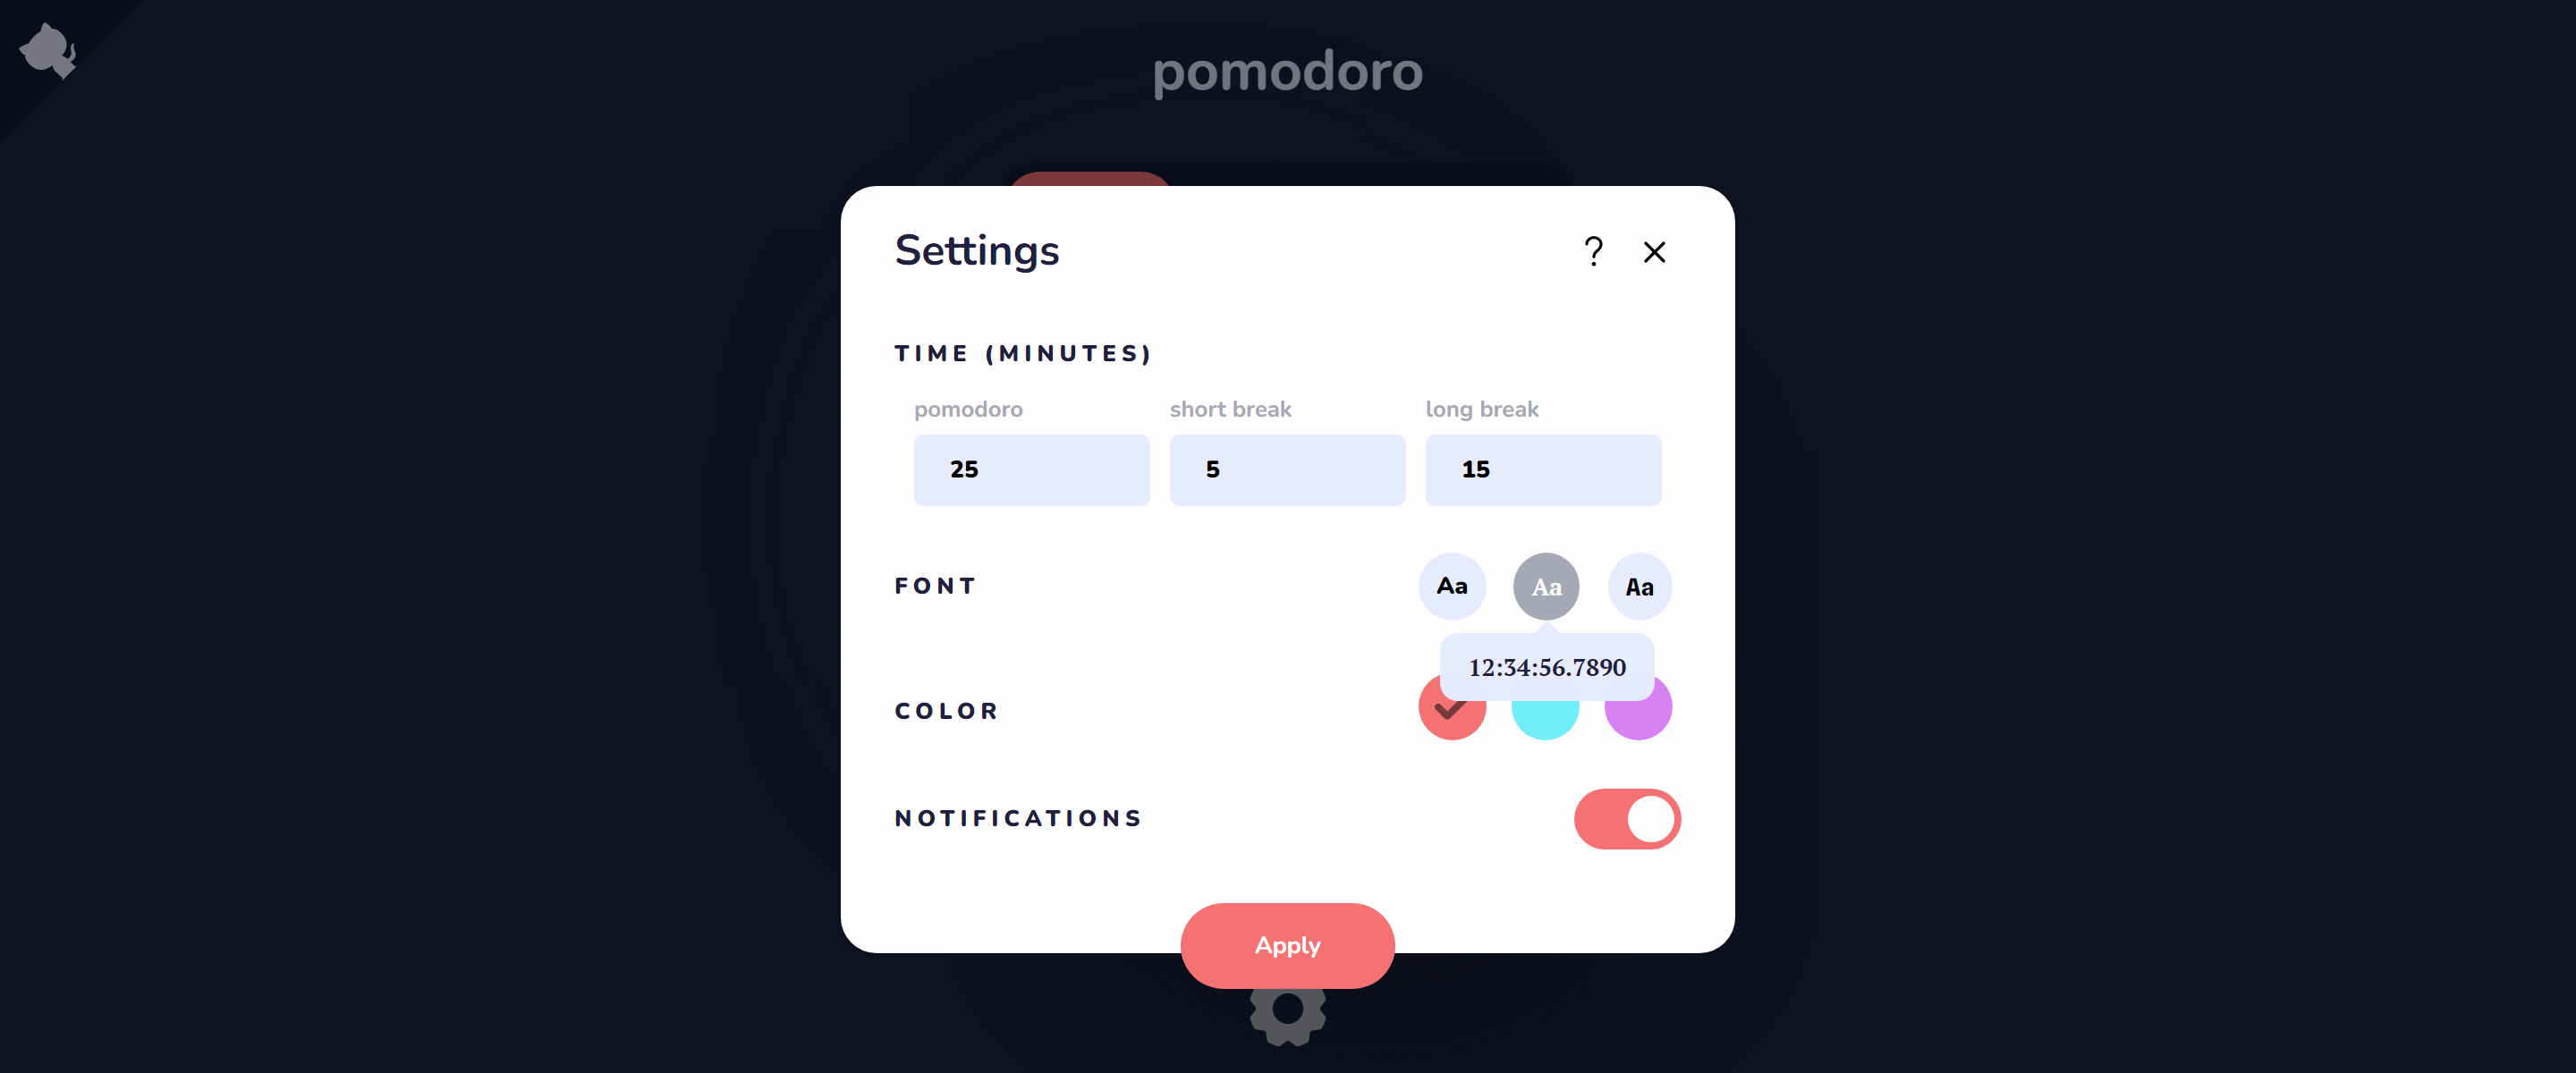 pomodoro
Settings
?
TIME (MINUTES)
pomodoro short break long break
25 5 15
FONT Aa Aa Aa
12:34:56.7890
COLOR
NOTIFICATIONS
Apply